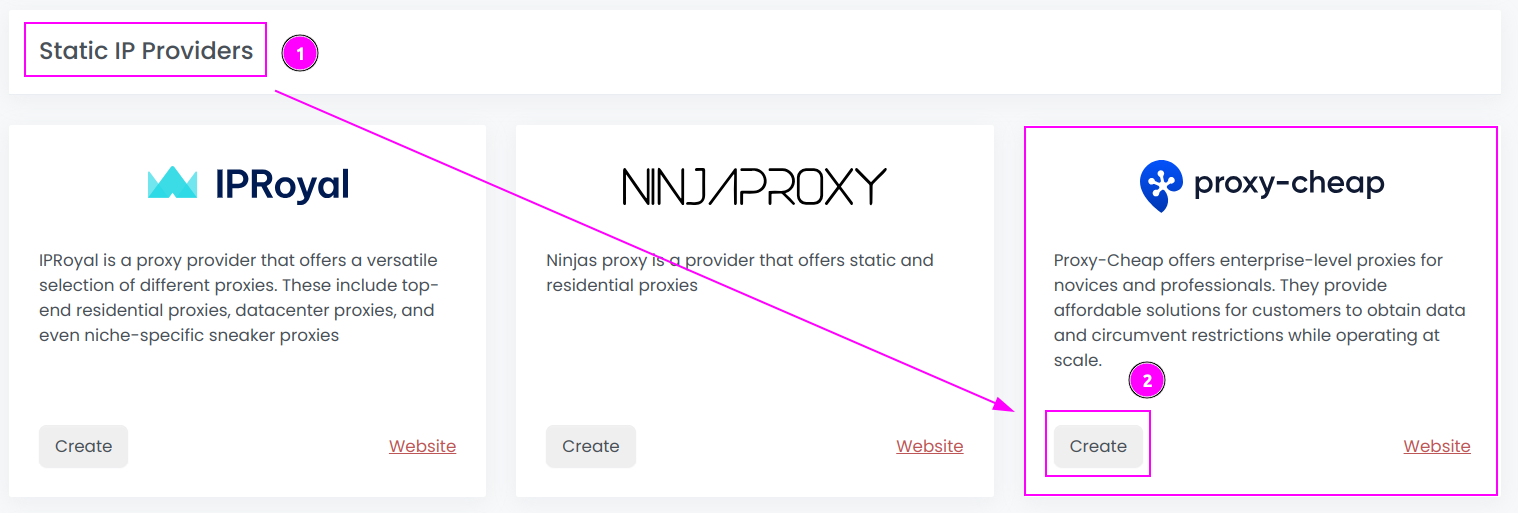 Static IP Providers
1
IPRoyal
IPRoyal is a proxy provider that offers a versatile
selection of different proxies. These include top-
end residential proxies, datacenter proxies, and
even niche-specific sneaker proxies
Create
Website
NINJAPROXY
Ninjas proxy is a provider that offers static and
residential proxies
Create
Website
proxy-cheap
Proxy-Cheap offers enterprise-level proxies for
novices and professionals. They provide
affordable solutions for customers to obtain data
and circumvent restrictions while operating at
scale.
2
Create
Website